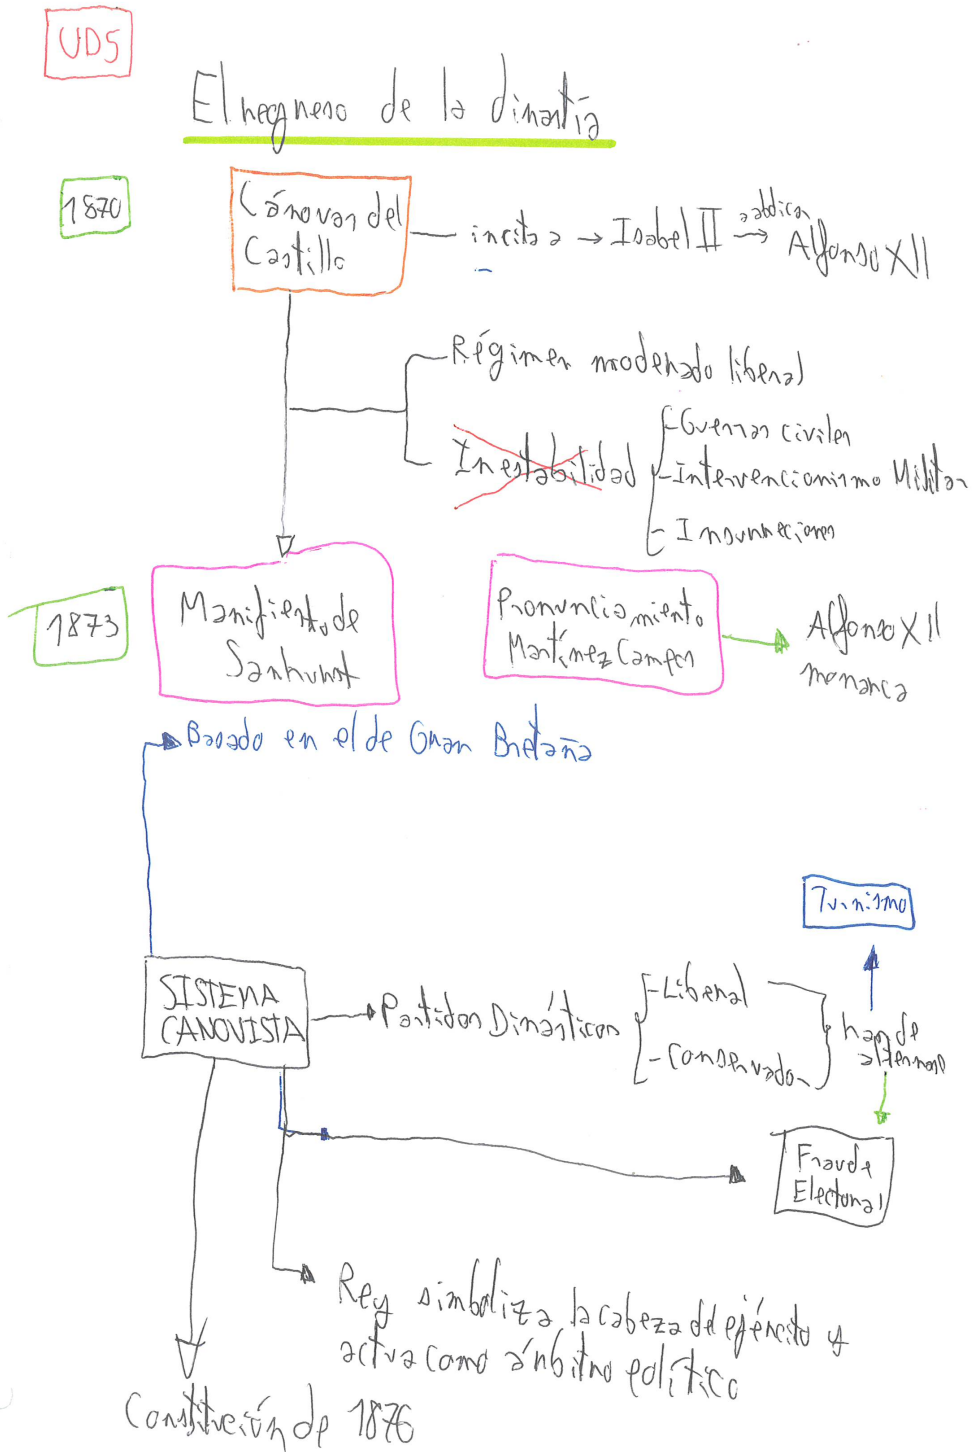 UD5
El regreso de la dinastía
1870
Cánovas del
Castillo
incita a → Isabel II → Alfonso XII
a abdicar
Régimen moderado liberal
Inestabilidad
- Guerras civiles
- Intervencionismo Militar
- Insurrecciones
1873
Manifiesto de
Sanhurst
Pronunciamiento
Martínez Campos
Alfonso XII
monarca
Basado en el de Gran Bretaña
Turnismo
SISTEMA
CANOVISTA
Partidos Dinásticos
- Liberal
- Conservador
han de
alternarse
Fraude
Electoral
Rey simboliza la cabeza del ejército y
actua como árbitro político
Constitución de 1876